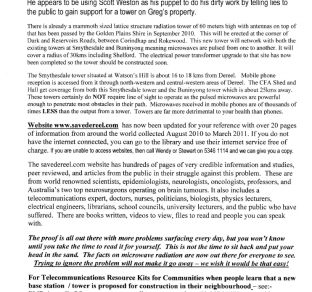 He appears to be using Scott Weston as his puppet to do his dirty work by telling lies to
the public to gain support for a tower on Greg's property.
There is already a mammoth sized lattice structure radiation tower of 60 meters high with antennas on top of
that has been passed by the Golden Plains Shire in September 2010. This will be erected at the corner of
Dark and Reservoirs Roads, between Corindhap and Rokewood. This new tower will network with both the
existing towers at Smythesdale and Buninyong meaning microwaves are pulsed from one to another. It will
cover a radius of 30kms including Shelford. The electrical power transformer upgrade to that site has now
been completed so the tower should be constructed soon.
The Smythesdale tower situated at Watson's Hill is about 16 to 18 kms from Dereel. Mobile phone
reception is accessed from it through north-western and central-western areas of Dereel. The CFA Shed and
Hall get coverage from both this Smythesdale tower and the Buninyong tower which is about 25kms away.
These towers certainly do NOT require line of sight to operate as the pulsed microwaves are powerful
enough to penetrate most obstacles in their path. Microwaves received in mobile phones are of thousands of
times LESS than the output from a tower. Towers are far more detrimental to your health than phones.
Website www.savedereel.com has now been updated for your reference with over 20 pages
of information from around the world collected August 2010 to March 2011. If you do not
have the internet connected, you can go to the library and use their internet service free of
charge. If you are unable to access websites, then call Wendy or Dawest on 5346 1114 and we can give you a copy.
The savedereel.com website has hundreds of pages of very credible information and studies,
peer reviewed, and articles from the public in their struggle against this problem. These are
from world renowned scientists, epidemiologists, neurologists, oncologists, professors, and
Australia's two top neurosurgeons operating on brain tumours. It also includes a
telecommunications expert, doctors, nurses, politicians, biologists, physics lecturers,
electrical engineers, librarians, school councils, university lecturers, and the public who have
suffered. There are books written, videos to view, files to read and people you can speak
with.
The proof is all out there with more problems surfacing every day, but you won't know
until you take the time to read it for yourself. This is not the time to sit back and put your
head in the sand. The facts on microwave radiation are now out there for everyone to see.
Trying to ignore the problem will not make it go away – we wish it would be that easy!
For Telecommunications Resource Kits for Communities when people learn that a new
base station / tower is proposed for construction in their neighbourhood – see:-